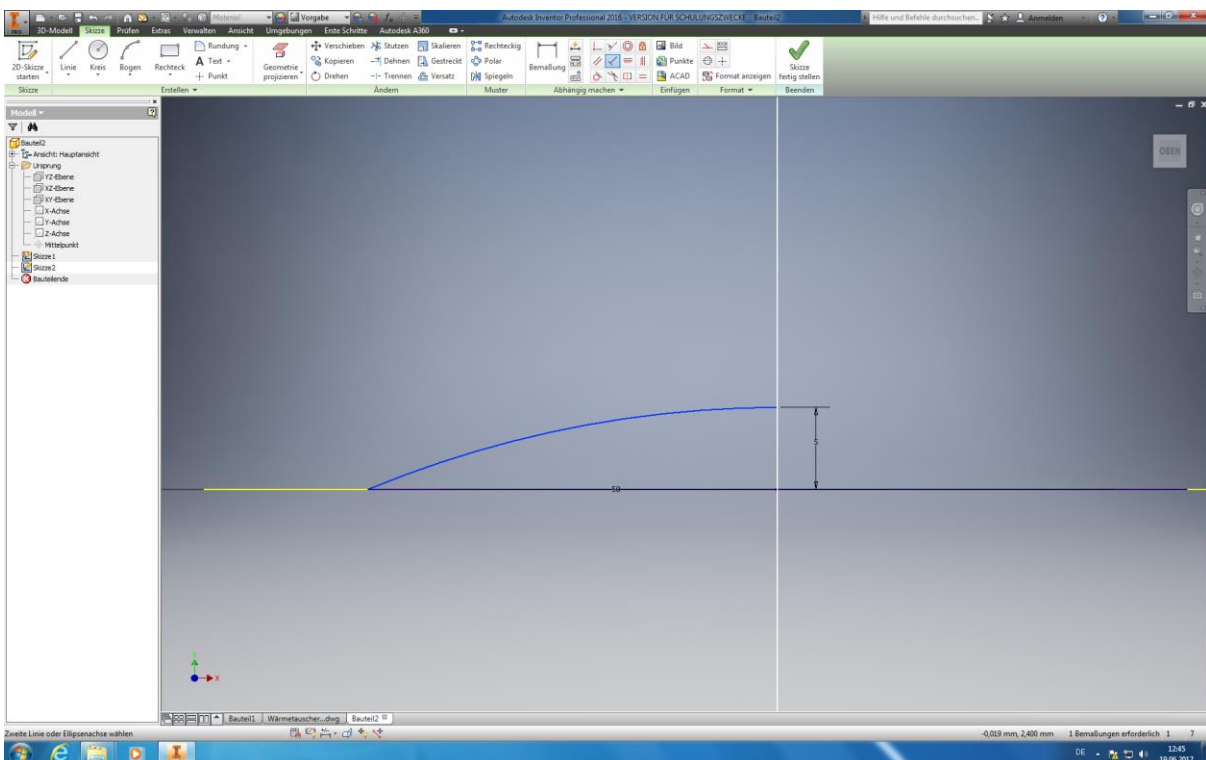 Material Vorgabe Autodesk Inventor Professional 2016 - VERSION FÜR SCHULUNGSZWECKE Bauteil2 Hilfe und Befehle durchsuchen... Anmelden
PRO 3D-Modell Skizze Prüfen Extras Verwalten Ansicht Umgebungen Erste Schritte Autodesk A360
Rundung Verschieben Stutzen Skalieren Rechteckig Bild
2D-Skizze starten Linie Kreis Bogen Rechteck A Text Geometrie projizieren Kopieren Dehnen Gestreckt Polar Bemaßung Punkte Skizze fertig stellen
Punkt Drehen Trennen Versatz Spiegeln ACAD Format anzeigen
Skizze Erstellen Ändern Muster Abhängig machen Einfügen Format Beenden
Modell
Bauteil2
Ansicht: Hauptansicht
Ursprung
YZ-Ebene
XZ-Ebene
XY-Ebene
X-Achse
Y-Achse
Z-Achse
Mittelpunkt
Skizze1
Skizze2
Bauteilende
OBEN
5
50
Y
X
Bauteil1 Wärmetauscher...dwg Bauteil2
Zweite Linie oder Ellipsenachse wählen -0,019 mm, 2,400 mm 1 Bemaßungen erforderlich 1 7
DE 12:45
19.06.2017